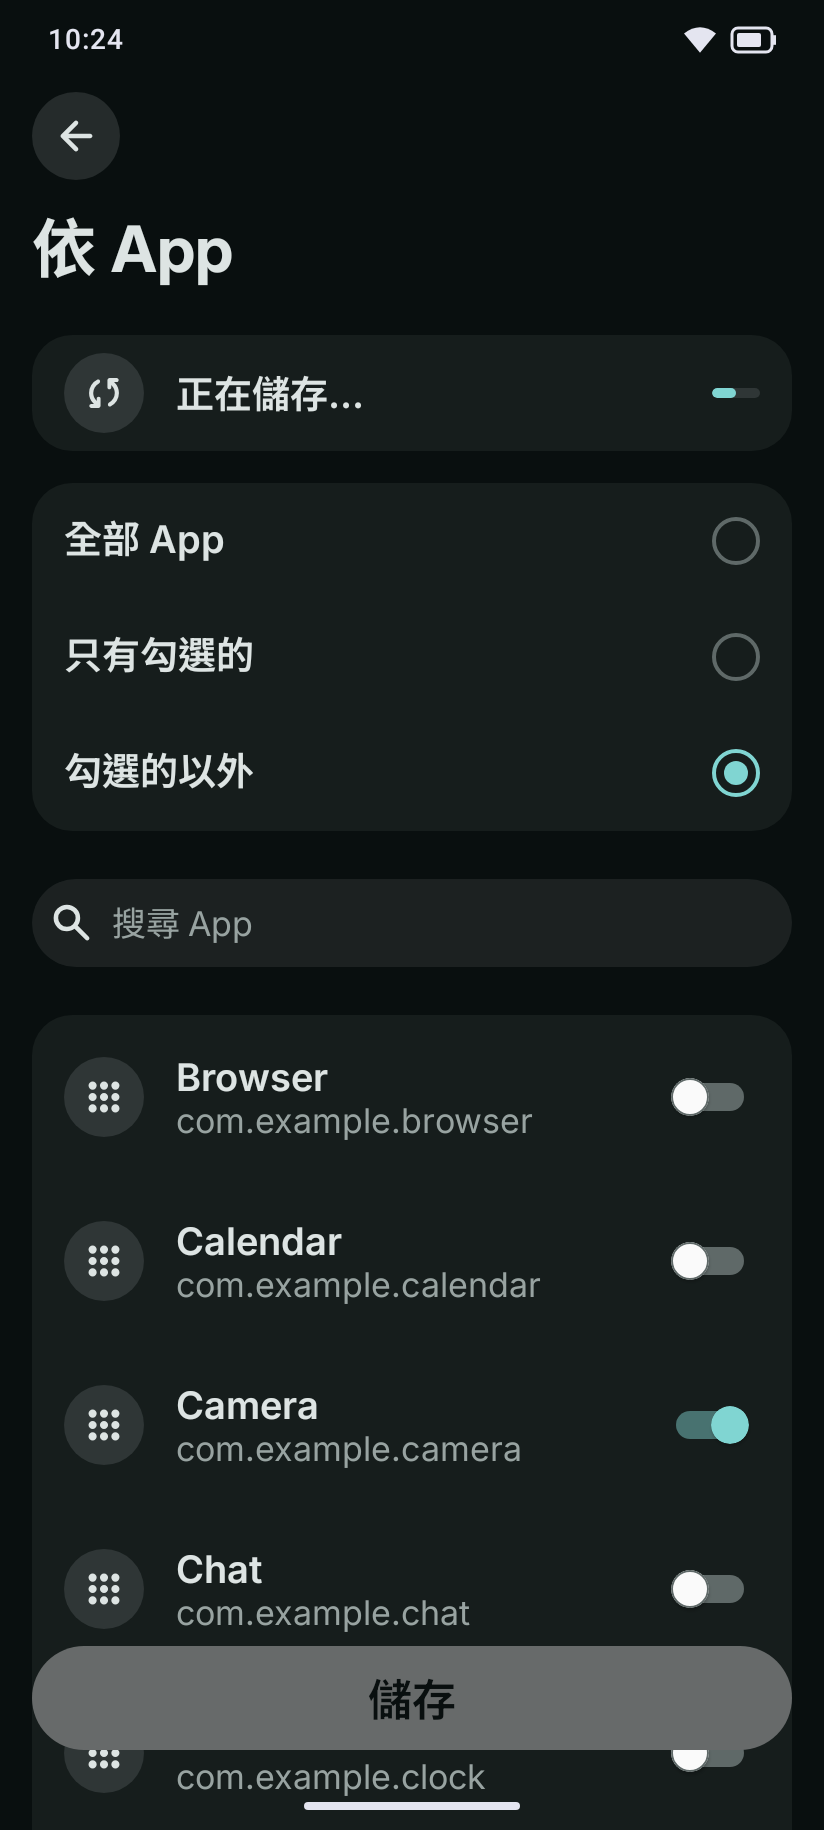 10:24
依 App
正在儲存...
全部 App
只有勾選的
勾選的以外
搜尋 App
Browser
com.example.browser
Calendar
com.example.calendar
Camera
com.example.camera
Chat
com.example.chat
儲存
com.example.clock